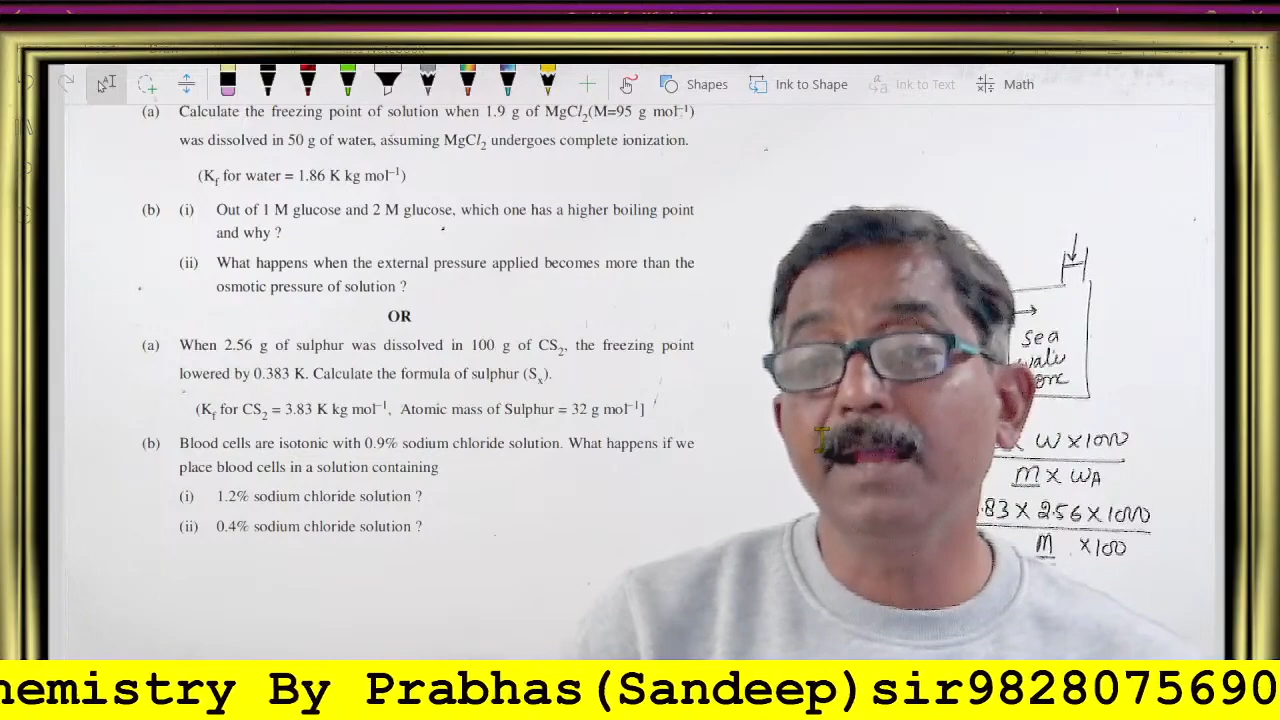 Shapes
Ink to Shape
Ink to Text
Math
(a) Calculate the freezing point of solution when 1.9 g of MgCl₂(M=95 g mol⁻¹)
was dissolved in 50 g of water, assuming MgCl₂ undergoes complete ionization.
(Kf for water = 1.86 K kg mol⁻¹)
(b) (i) Out of 1 M glucose and 2 M glucose, which one has a higher boiling point
and why ?
(ii) What happens when the external pressure applied becomes more than the
osmotic pressure of solution ?
OR
(a) When 2.56 g of sulphur was dissolved in 100 g of CS₂, the freezing point
lowered by 0.383 K. Calculate the formula of sulphur (Sx).
(Kf for CS₂ = 3.83 K kg mol⁻¹, Atomic mass of Sulphur = 32 g mol⁻¹]
(b) Blood cells are isotonic with 0.9% sodium chloride solution. What happens if we
place blood cells in a solution containing
(i) 1.2% sodium chloride solution ?
(ii) 0.4% sodium chloride solution ?
sea
W × 1000
M × WA
.83 × 2.56 × 1000
M × 100
hemistry By Prabhas(Sandeep)sir9828075690